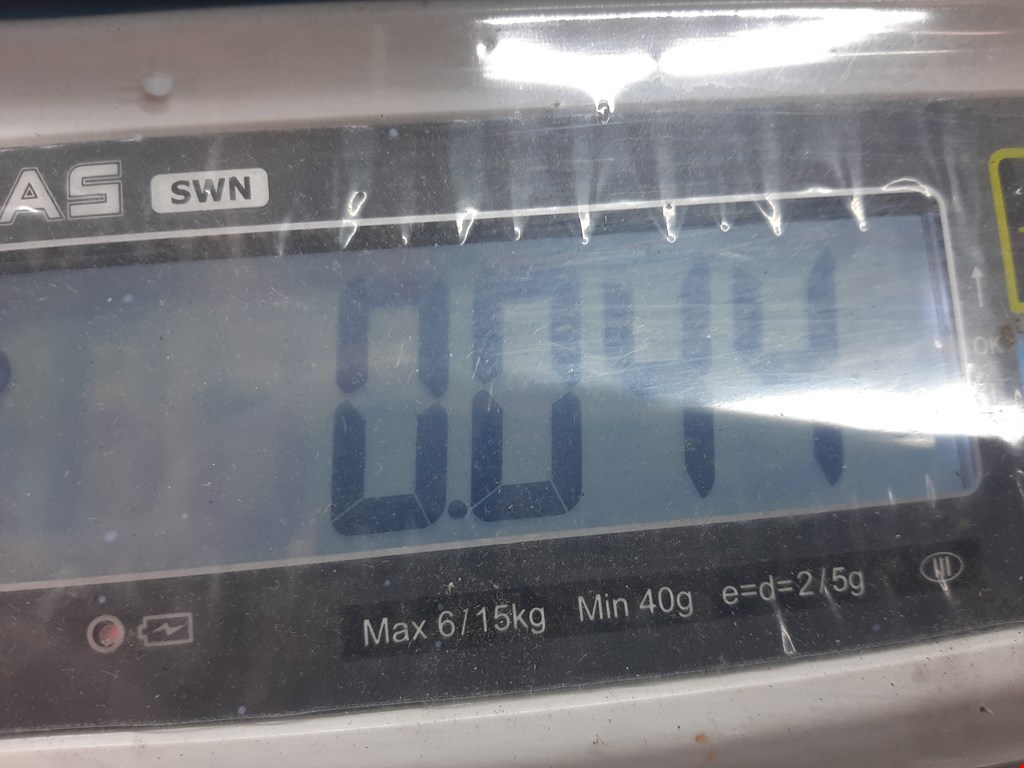 AS SWN
0.044
OK
Max 6/15kg Min 40g e=d=2/5g